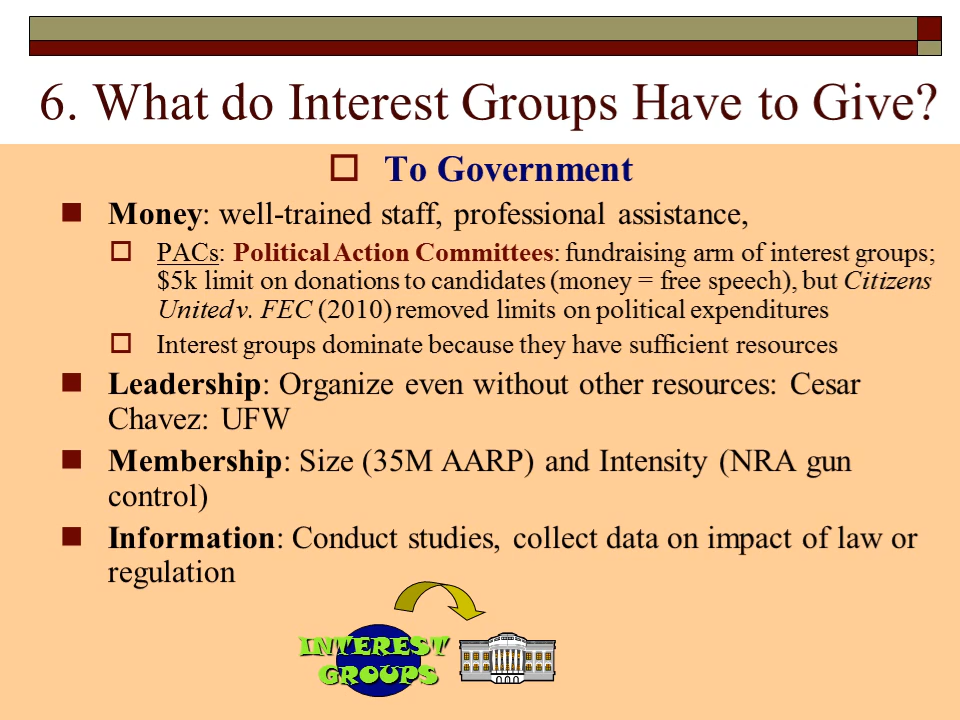 6. What do Interest Groups Have to Give?
To Government
Money: well-trained staff, professional assistance,
PACs: Political Action Committees: fundraising arm of interest groups;
$5k limit on donations to candidates (money = free speech), but Citizens
United v. FEC (2010) removed limits on political expenditures
Interest groups dominate because they have sufficient resources
Leadership: Organize even without other resources: Cesar
Chavez: UFW
Membership: Size (35M AARP) and Intensity (NRA gun
control)
Information: Conduct studies, collect data on impact of law or
regulation
INTEREST
GROUPS